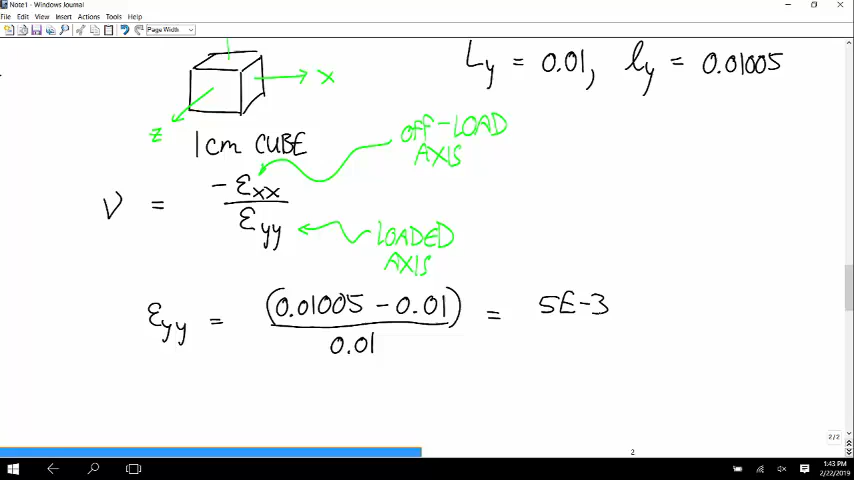 Note1 - Windows Journal
File Edit View Insert Actions Tools Help
Page Width
Ly = 0.01, ly = 0.01005
x
z
1cm CUBE
OFF-LOAD
AXIS
ν = -εxx / εyy
LOADED
AXIS
εyy = (0.01005 - 0.01) / 0.01 = 5E-3
2/2
2
1:43 PM
2/22/2019